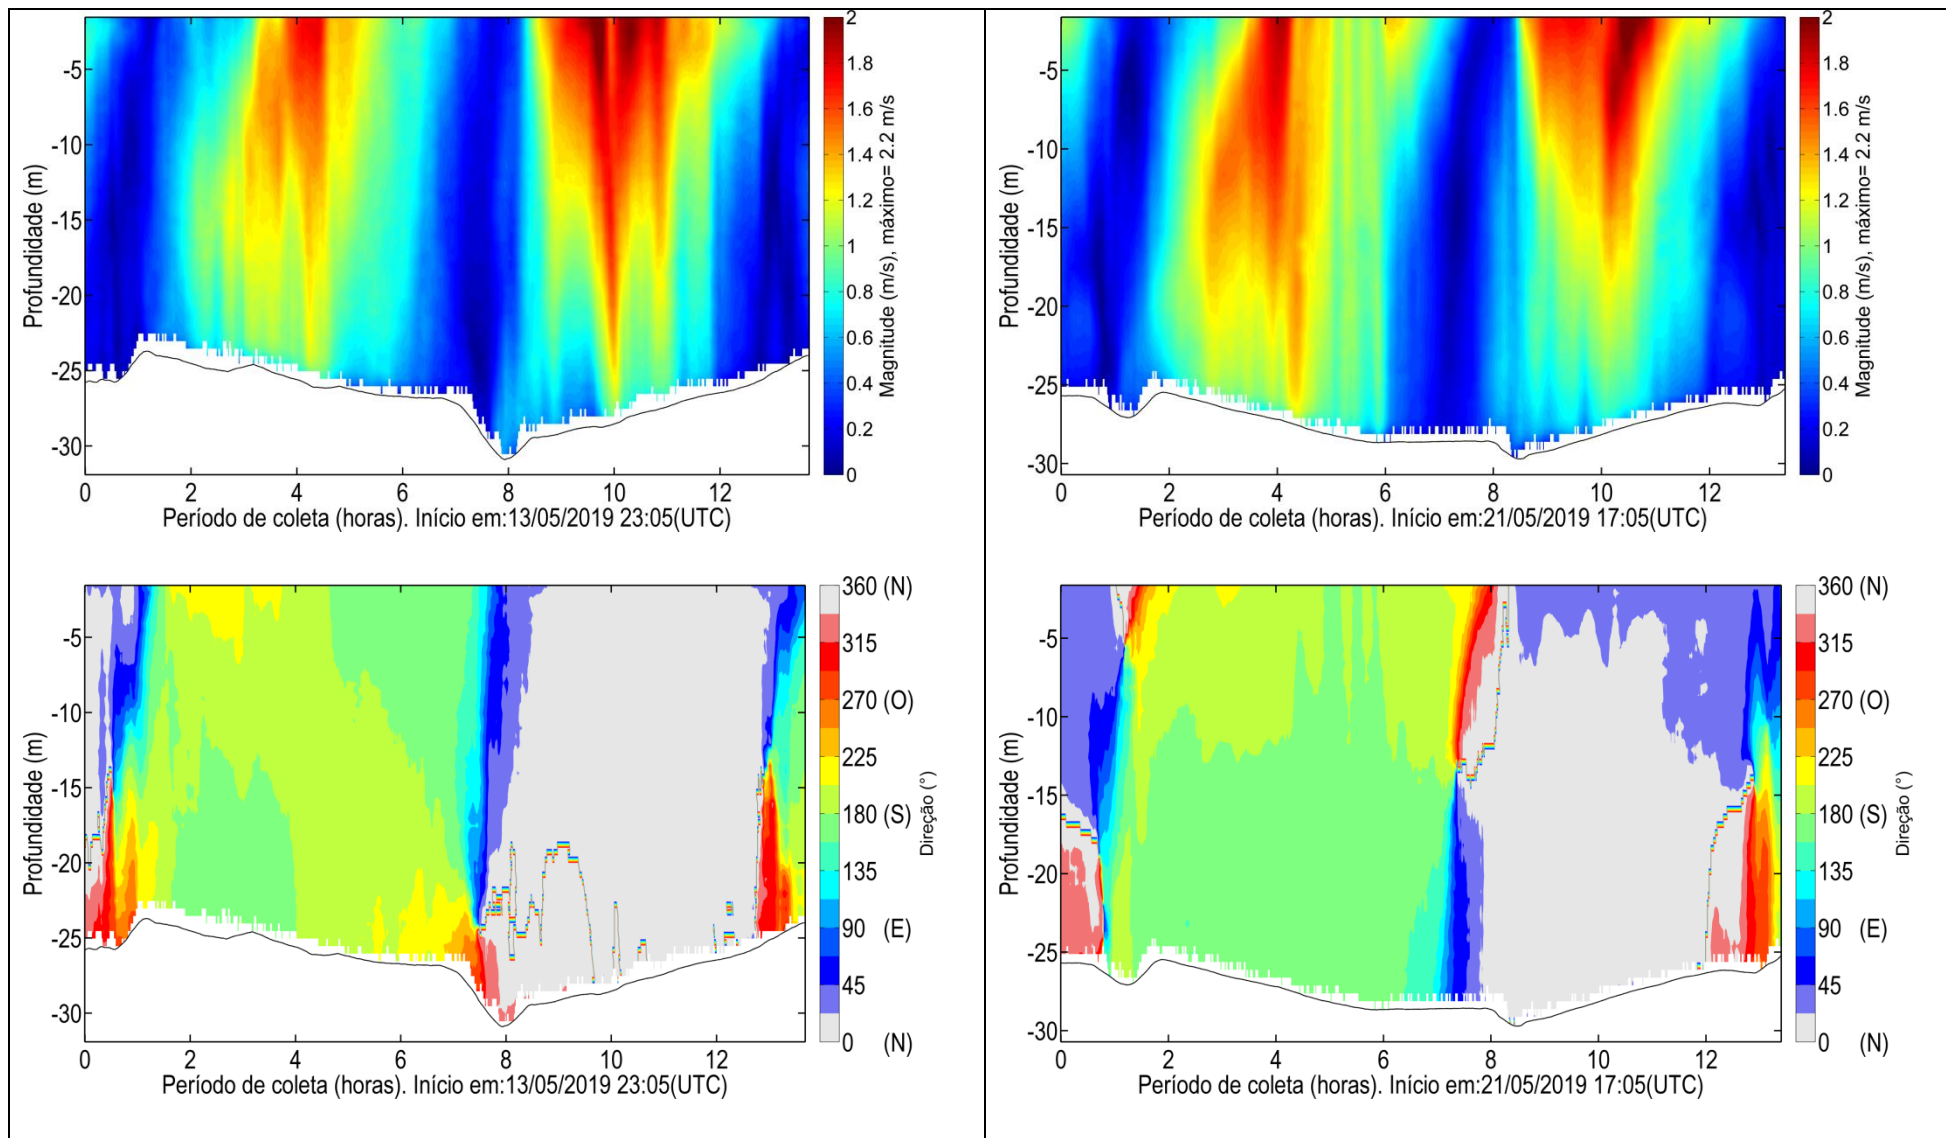 2
1.8
1.6
1.4
1.2
1
0.8
0.6
0.4
0.2
0
Magnitude (m/s), máximo= 2.2 m/s
-5
-10
-15
-20
-25
-30
Profundidade (m)
0 2 4 6 8 10 12
Período de coleta (horas). Início em:13/05/2019 23:05(UTC)
2
1.8
1.6
1.4
1.2
1
0.8
0.6
0.4
0.2
0
Magnitude (m/s), máximo= 2.2 m/s
-5
-10
-15
-20
-25
-30
Profundidade (m)
0 2 4 6 8 10 12
Período de coleta (horas). Início em:21/05/2019 17:05(UTC)
360 (N)
315
270 (O)
225
180 (S)
135
90 (E)
45
0 (N)
Direção (°)
-5
-10
-15
-20
-25
-30
Profundidade (m)
0 2 4 6 8 10 12
Período de coleta (horas). Início em:13/05/2019 23:05(UTC)
360 (N)
315
270 (O)
225
180 (S)
135
90 (E)
45
0 (N)
Direção (°)
-5
-10
-15
-20
-25
-30
Profundidade (m)
0 2 4 6 8 10 12
Período de coleta (horas). Início em:21/05/2019 17:05(UTC)